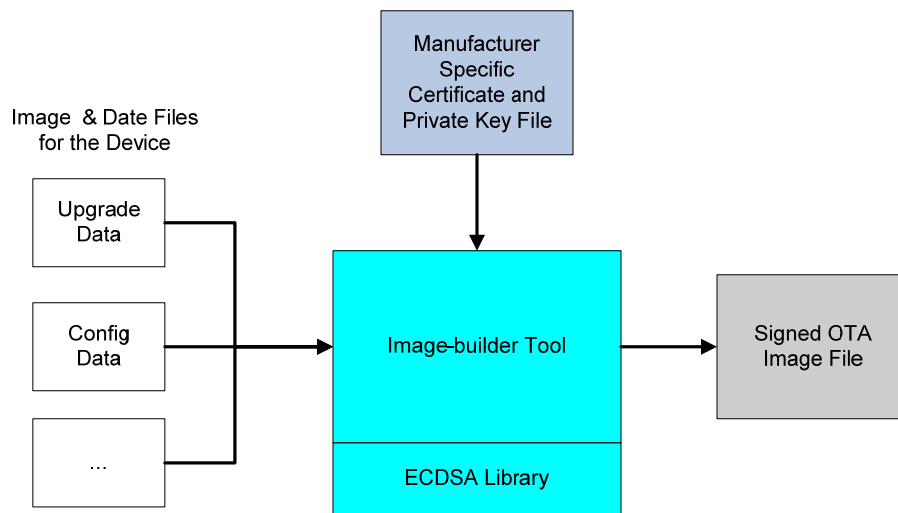 Manufacturer
Specific
Certificate and
Private Key File
Image & Date Files
for the Device
Upgrade
Data
Config
Data
...
Image-builder Tool
ECDSA Library
Signed OTA
Image File